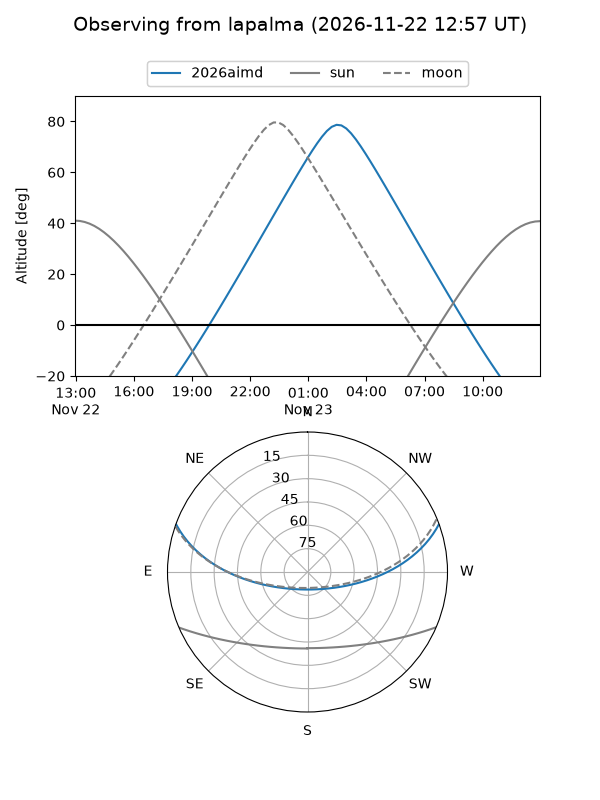 Observing from lapalma (2026-11-22 12:57 UT)
2026aimd sun moon
Altitude [deg]
80
60
40
20
0
−20
13:00 16:00 19:00 22:00 01:00 04:00 07:00 10:00
Nov 22 Nov 23
N
NE NW
15
30
45
60
75
E W
SE SW
S